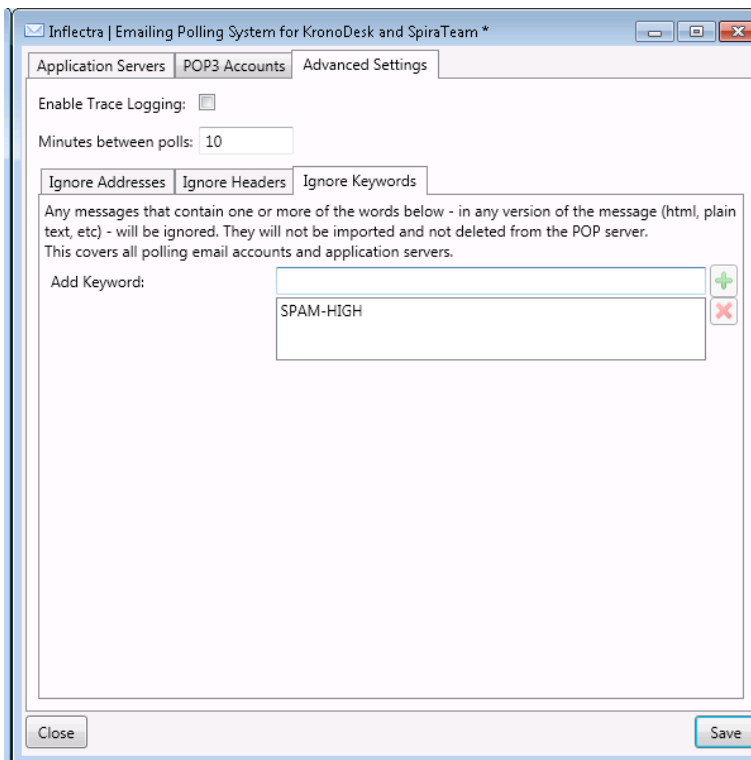 Inflectra | Emailing Polling System for KronoDesk and SpiraTeam *
Application Servers POP3 Accounts Advanced Settings
Enable Trace Logging:
Minutes between polls: 10
Ignore Addresses Ignore Headers Ignore Keywords
Any messages that contain one or more of the words below - in any version of the message (html, plain
text, etc) - will be ignored. They will not be imported and not deleted from the POP server.
This covers all polling email accounts and application servers.
Add Keyword:
SPAM-HIGH
Close Save